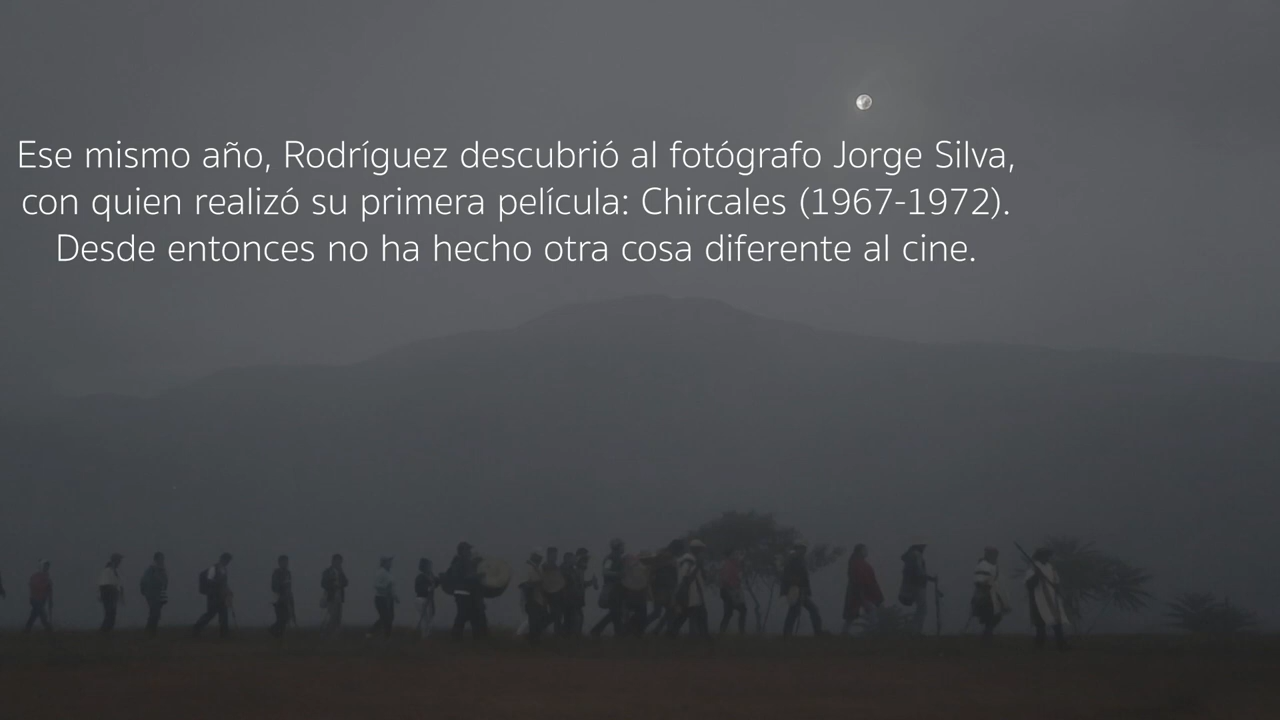 Ese mismo año, Rodríguez descubrió al fotógrafo Jorge Silva,
con quien realizó su primera película: Chircales (1967-1972).
Desde entonces no ha hecho otra cosa diferente al cine.